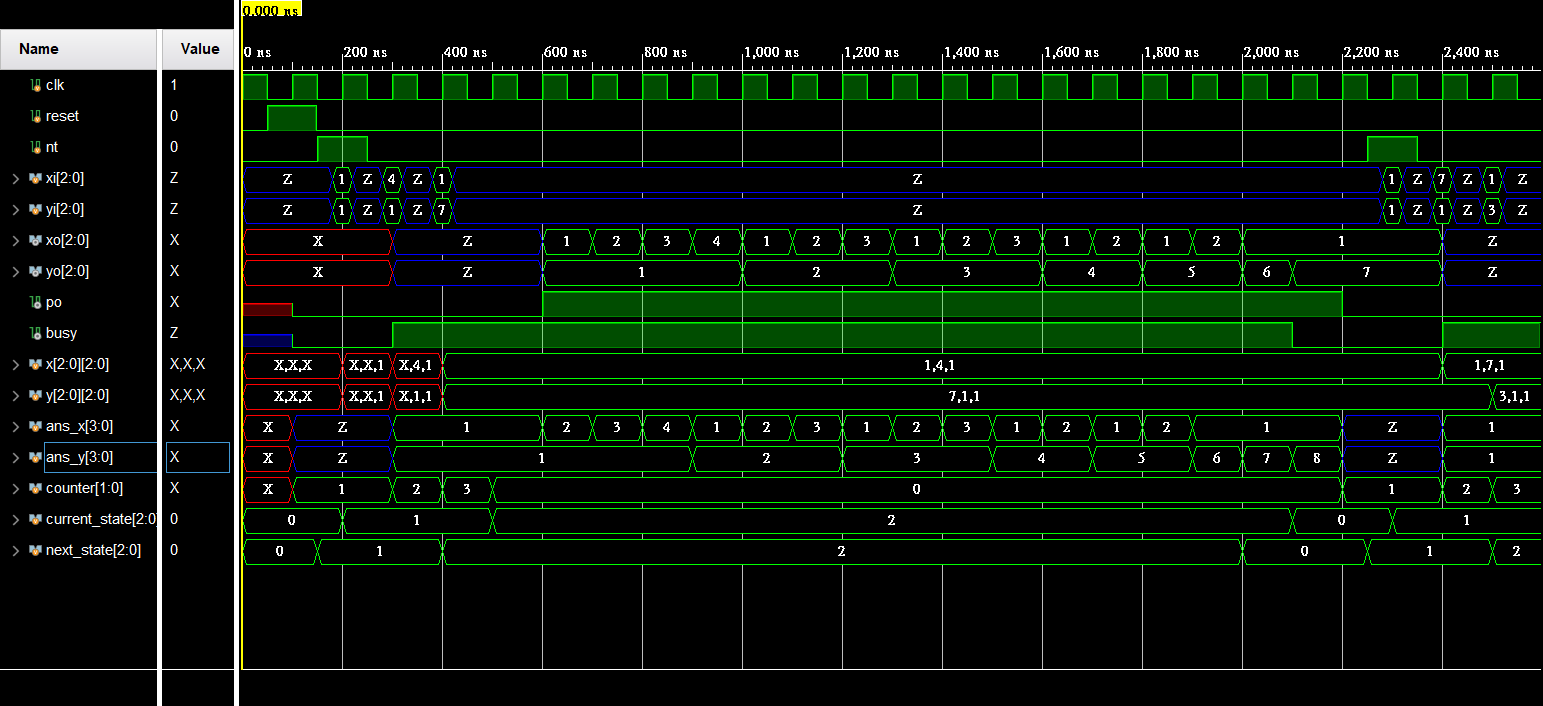 0.000 ns
Name Value
0 ns 200 ns 400 ns 600 ns 800 ns 1,000 ns 1,200 ns 1,400 ns 1,600 ns 1,800 ns 2,000 ns 2,200 ns 2,400 ns
clk 1
reset 0
nt 0
xi[2:0] Z Z 1 Z 4 Z 1 Z 1 Z 7 Z 1 Z
yi[2:0] Z Z 1 Z 1 Z 7 Z 1 Z 1 Z 3 Z
xo[2:0] X X Z 1 2 3 4 1 2 3 1 2 3 1 2 1 2 1 Z
yo[2:0] X X Z 1 2 3 4 5 6 7 Z
po X
busy Z
x[2:0][2:0] X,X,X X,X,X X,X,1 X,4,1 1,4,1 1,7,1
y[2:0][2:0] X,X,X X,X,X X,X,1 X,1,1 7,1,1 3,1,1
ans_x[3:0] X X Z 1 2 3 4 1 2 3 1 2 3 1 2 1 2 1 Z 1
ans_y[3:0] X X Z 1 2 3 4 5 6 7 8 Z 1
counter[1:0] X X 1 2 3 0 1 2 3
current_state[2:0] 0 0 1 2 0 1
next_state[2:0] 0 0 1 2 0 1 2